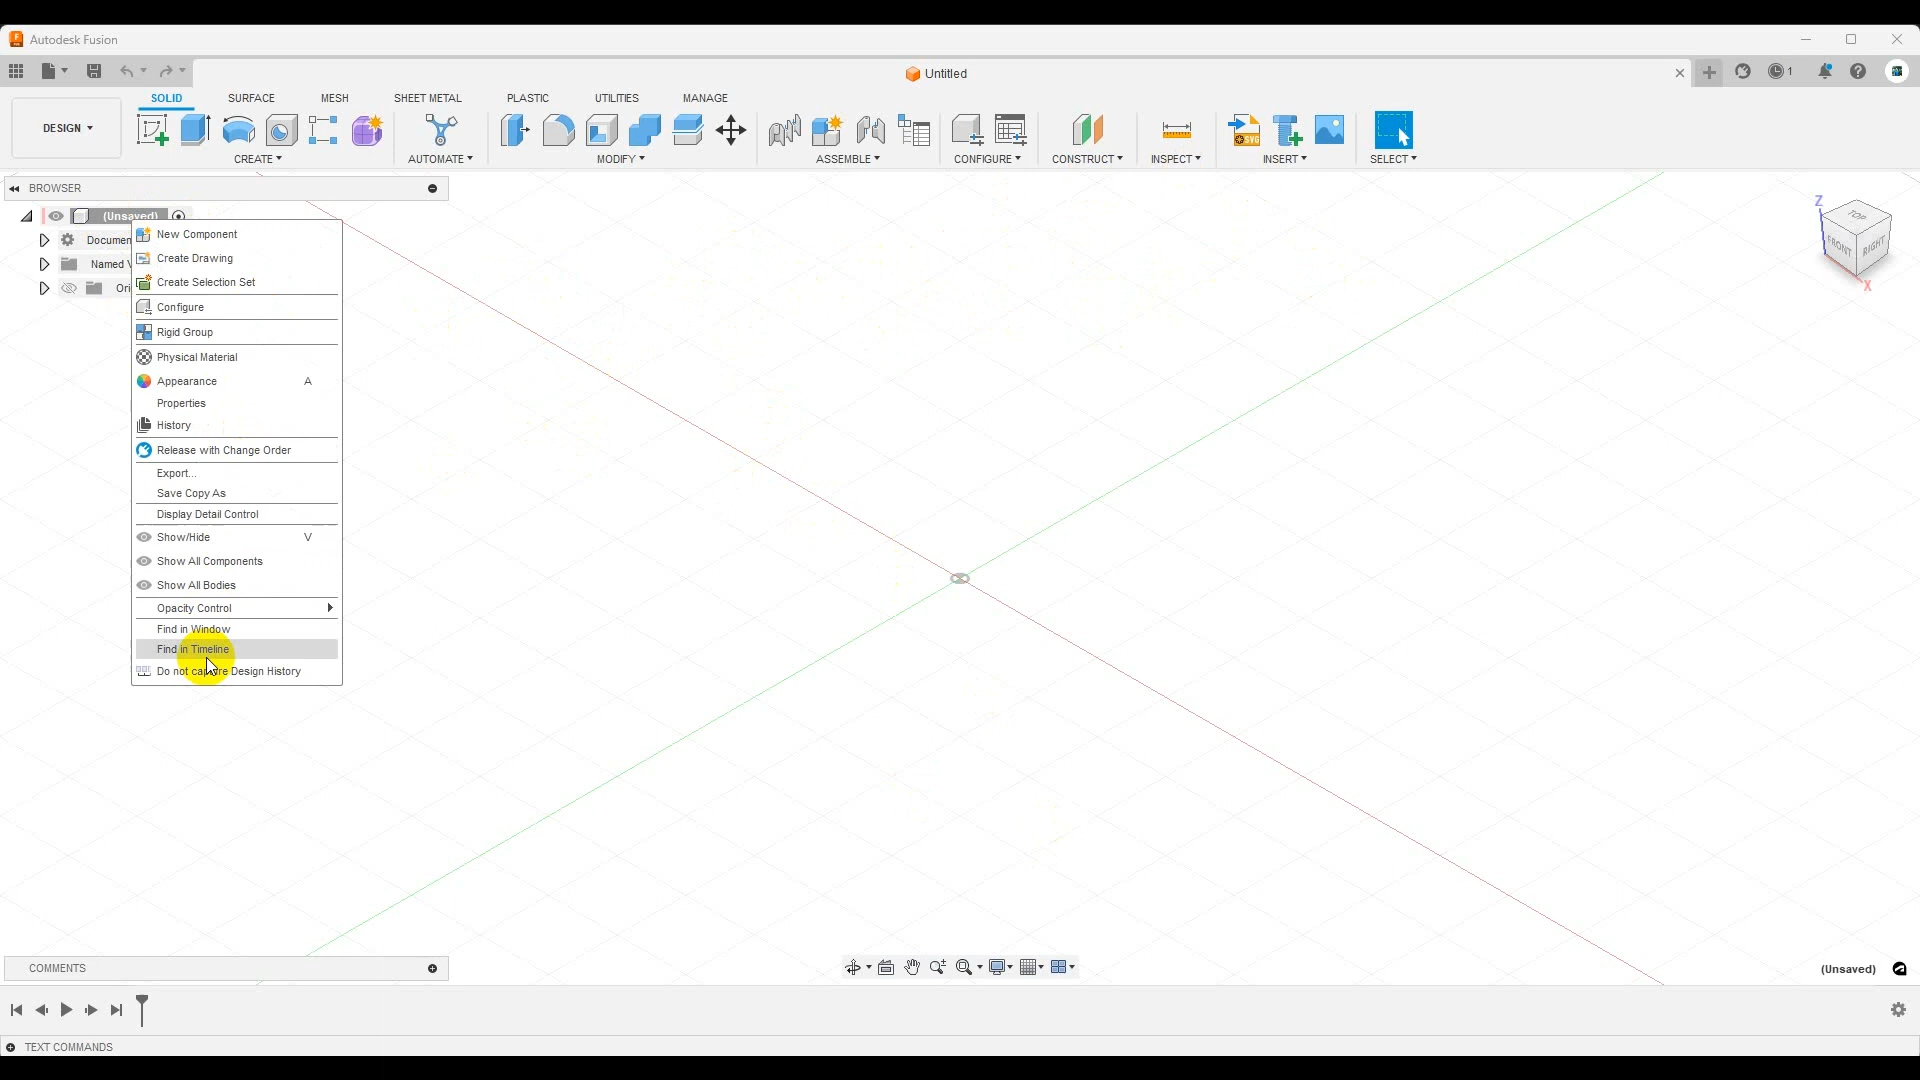 Autodesk Fusion
Untitled
1
SOLID SURFACE MESH SHEET METAL PLASTIC UTILITIES MANAGE
DESIGN
CREATE AUTOMATE MODIFY ASSEMBLE CONFIGURE CONSTRUCT INSPECT INSERT SELECT
SVG
BROWSER
(Unsaved)
Documen
Named V
Ori
New Component
Create Drawing
Create Selection Set
Configure
Rigid Group
Physical Material
Appearance A
Properties
History
Release with Change Order
Export...
Save Copy As
Display Detail Control
Show/Hide V
Show All Components
Show All Bodies
Opacity Control
Find in Window
Find in Timeline
Do not capture Design History
Z
TOP
FRONT RIGHT
X
COMMENTS
(Unsaved)
TEXT COMMANDS